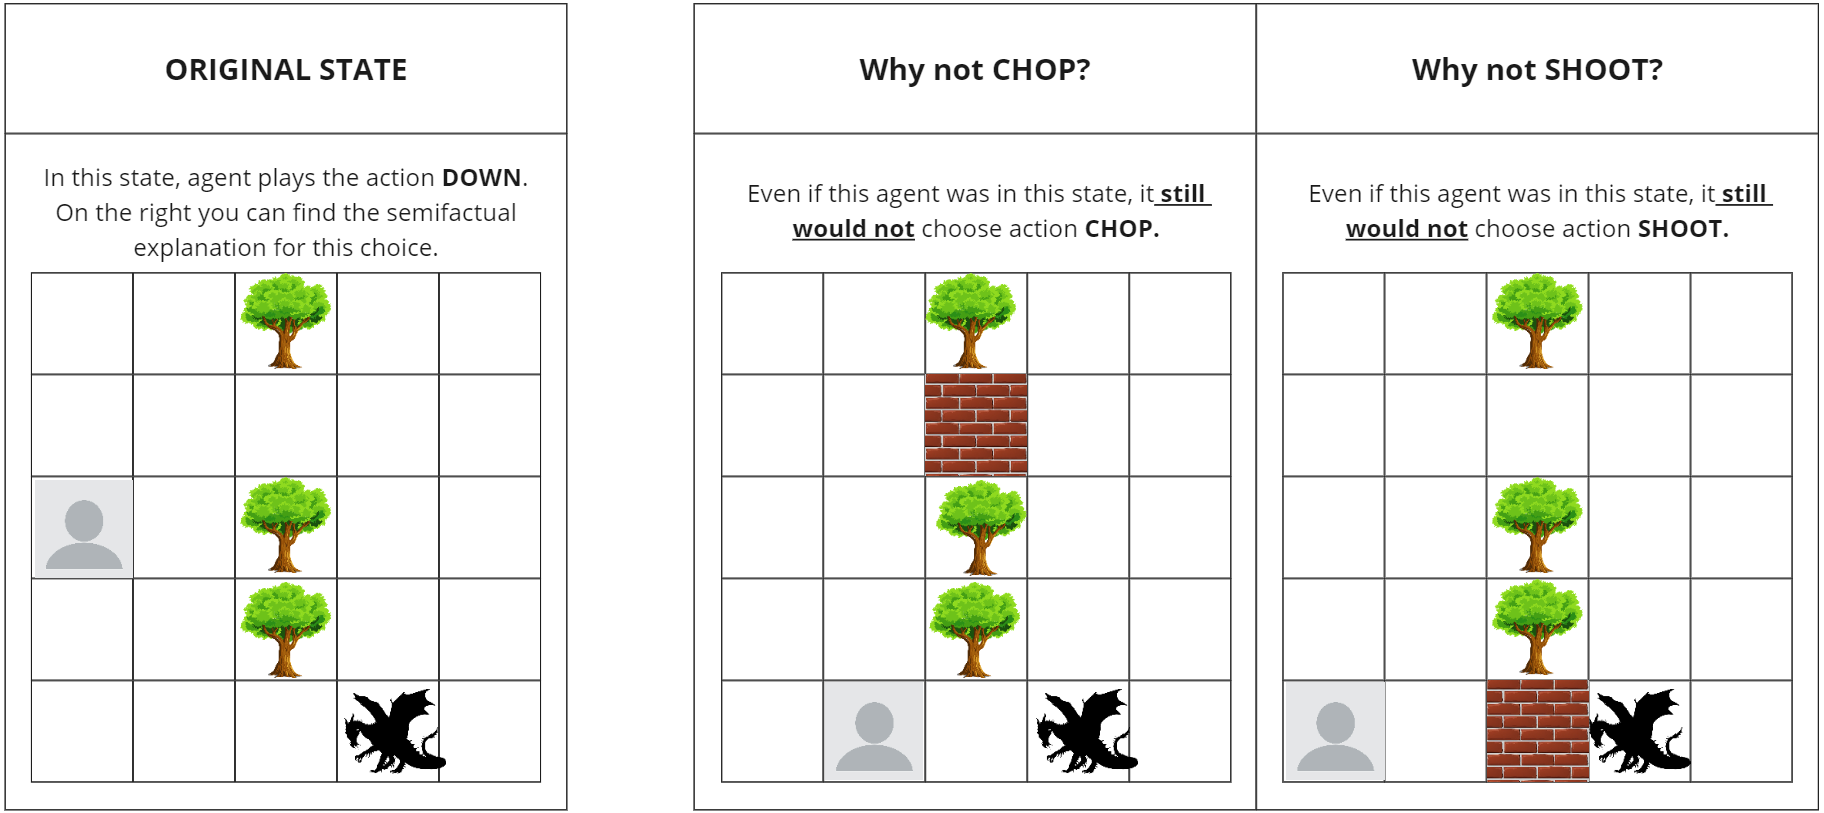 ORIGINAL STATE
In this state, agent plays the action DOWN.
On the right you can find the semifactual
explanation for this choice.
Why not CHOP?
Even if this agent was in this state, it still
would not choose action CHOP.
Why not SHOOT?
Even if this agent was in this state, it still
would not choose action SHOOT.